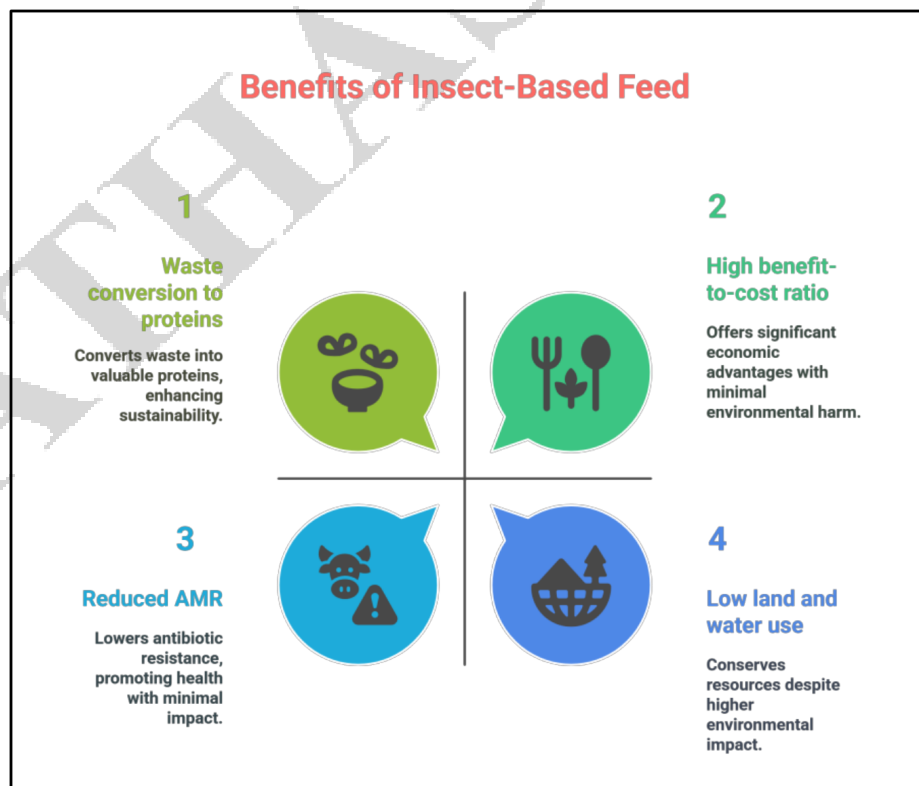 Benefits of Insect-Based Feed
1
Waste
conversion to
proteins
Converts waste into
valuable proteins,
enhancing
sustainability.
2
High benefit-
to-cost ratio
Offers significant
economic
advantages with
minimal
environmental harm.
3
Reduced AMR
Lowers antibiotic
resistance,
promoting health
with minimal
impact.
4
Low land and
water use
Conserves
resources despite
higher
environmental
impact.